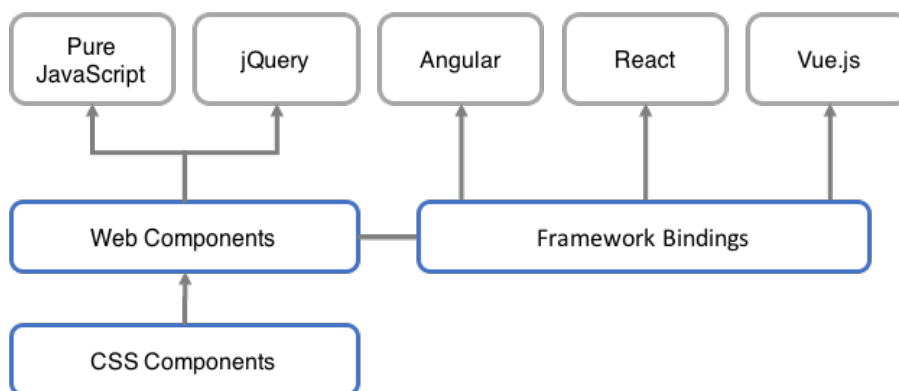 Pure
JavaScript
jQuery
Angular
React
Vue.js
Web Components
Framework Bindings
CSS Components